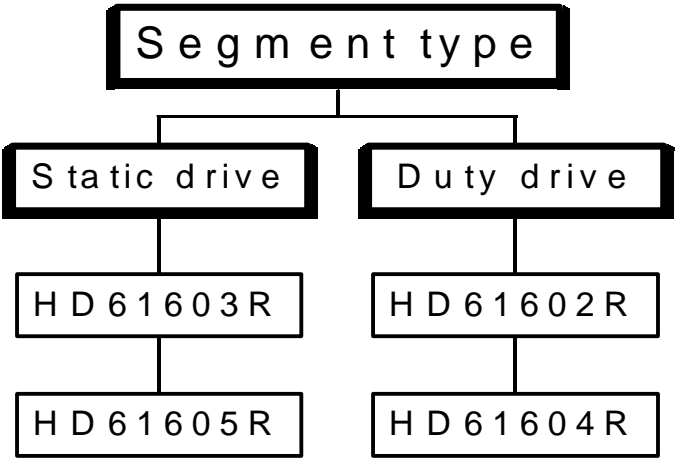 Segment type
Static drive
Duty drive
HD61603R
HD61602R
HD61605R
HD61604R